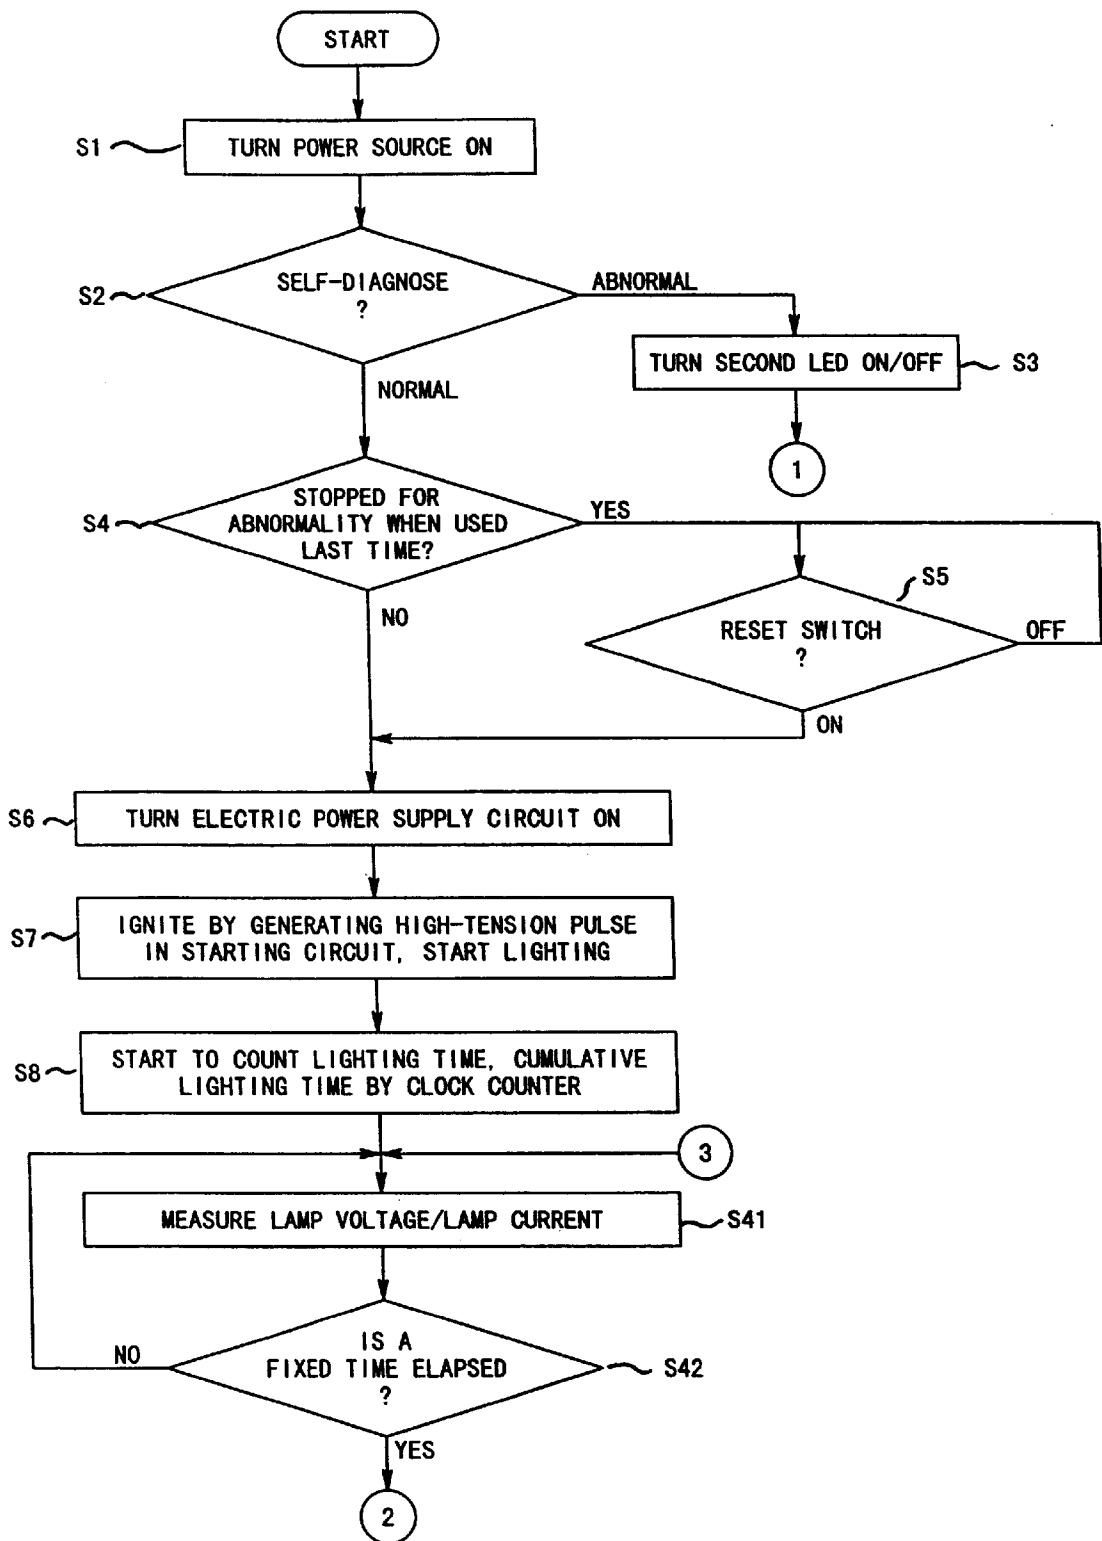 START
S1
TURN POWER SOURCE ON
S2
SELF-DIAGNOSE
?
ABNORMAL
TURN SECOND LED ON/OFF
S3
NORMAL
1
S4
STOPPED FOR
ABNORMALITY WHEN USED
LAST TIME?
YES
S5
NO
RESET SWITCH
?
OFF
ON
S6
TURN ELECTRIC POWER SUPPLY CIRCUIT ON
S7
IGNITE BY GENERATING HIGH-TENSION PULSE
IN STARTING CIRCUIT, START LIGHTING
S8
START TO COUNT LIGHTING TIME, CUMULATIVE
LIGHTING TIME BY CLOCK COUNTER
3
MEASURE LAMP VOLTAGE/LAMP CURRENT
S41
NO
IS A
FIXED TIME ELAPSED
?
S42
YES
2